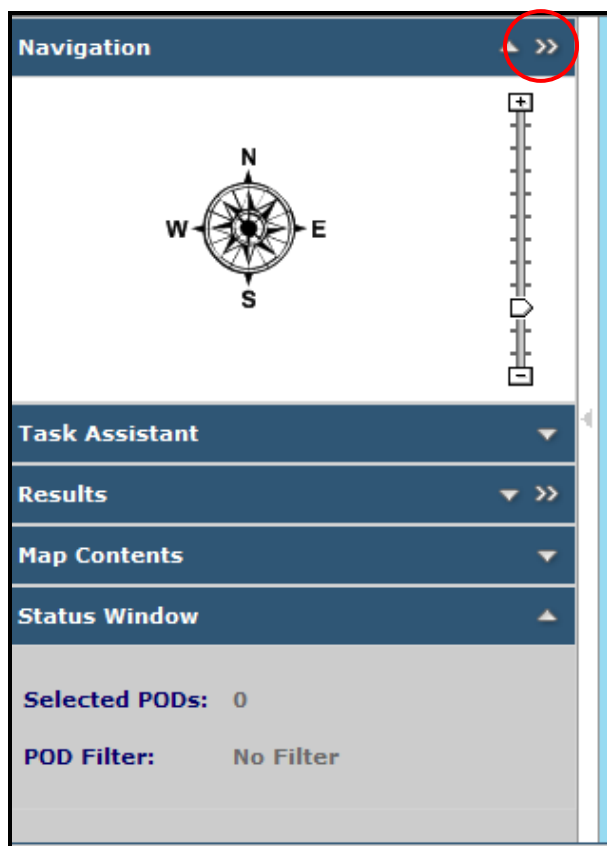 Navigation >>
N
W E
S
+
-
Task Assistant
Results >>
Map Contents
Status Window
Selected PODs: 0
POD Filter: No Filter